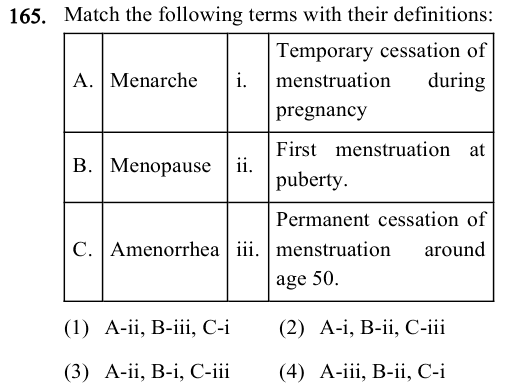 165. Match the following terms with their definitions:
A. Menarche i. Temporary cessation of
menstruation during
pregnancy
B. Menopause ii. First menstruation at
puberty.
C. Amenorrhea iii. Permanent cessation of
menstruation around
age 50.
(1) A-ii, B-iii, C-i (2) A-i, B-ii, C-iii
(3) A-ii, B-i, C-iii (4) A-iii, B-ii, C-i